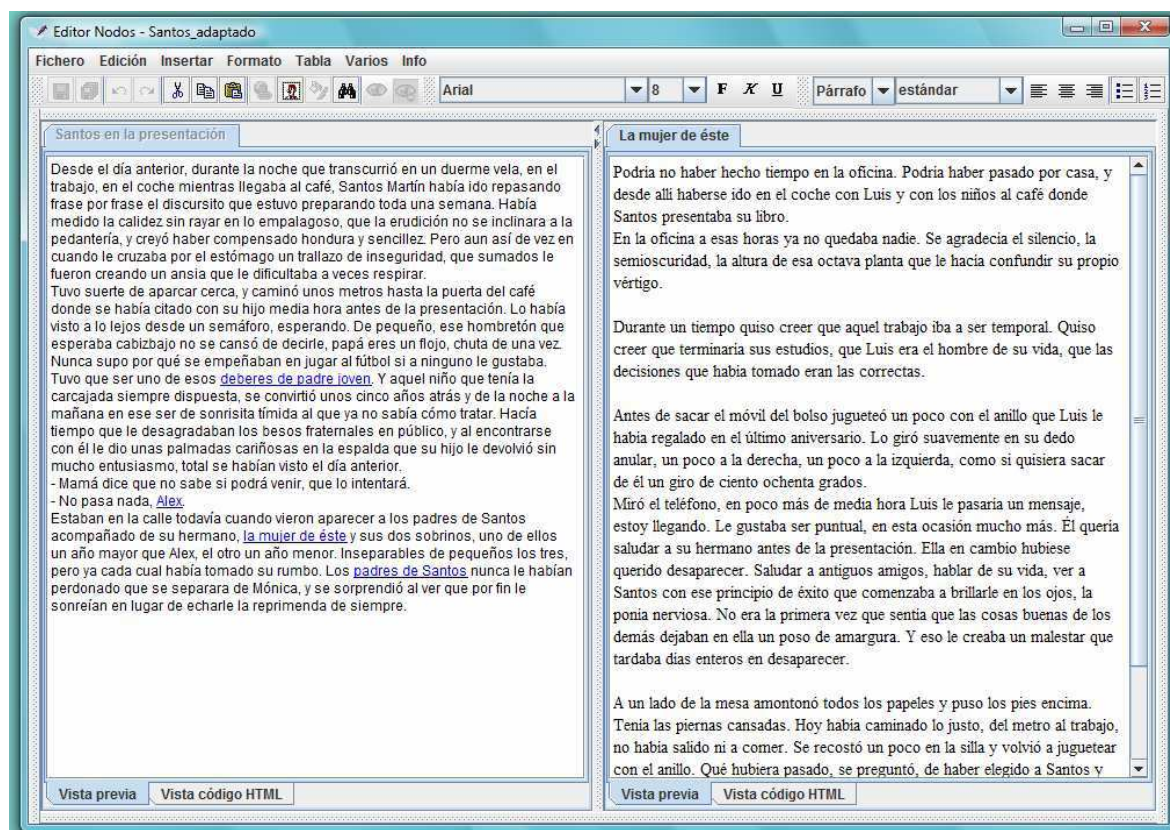 Editor Nodos - Santos_adaptado
Fichero Edición Insertar Formato Tabla Varios Info
Arial 8 F K U Párrafo estándar
Santos en la presentación
Desde el día anterior, durante la noche que transcurrió en un duerme vela, en el
trabajo, en el coche mientras llegaba al café, Santos Martín había ido repasando
frase por frase el discursito que estuvo preparando toda una semana. Había
medido la calidez sin rayar en lo empalagoso, que la erudición no se inclinara a la
pedantería, y creyó haber compensado hondura y sencillez. Pero aun así de vez en
cuando le cruzaba por el estómago un trallazo de inseguridad, que sumados le
fueron creando un ansia que le dificultaba a veces respirar.
Tuvo suerte de aparcar cerca, y caminó unos metros hasta la puerta del café
donde se había citado con su hijo media hora antes de la presentación. Lo había
visto a lo lejos desde un semáforo, esperando. De pequeño, ese hombretón que
esperaba cabizbajo no se cansó de decirle, papá eres un flojo, chuta de una vez.
Nunca supo por qué se empeñaban en jugar al fútbol si a ninguno le gustaba.
Tuvo que ser uno de esos deberes de padre joven. Y aquel niño que tenía la
carcajada siempre dispuesta, se convirtió unos cinco años atrás y de la noche a la
mañana en ese ser de sonrisita tímida al que ya no sabía cómo tratar. Hacía
tiempo que le desagradaban los besos fraternales en público, y al encontrarse
con él le dio unas palmadas cariñosas en la espalda que su hijo le devolvió sin
mucho entusiasmo, total se habían visto el día anterior.
- Mamá dice que no sabe si podrá venir, que lo intentará.
- No pasa nada, Alex.
Estaban en la calle todavía cuando vieron aparecer a los padres de Santos
acompañado de su hermano, la mujer de éste y sus dos sobrinos, uno de ellos
un año mayor que Alex, el otro un año menor. Inseparables de pequeños los tres,
pero ya cada cual había tomado su rumbo. Los padres de Santos nunca le habían
perdonado que se separara de Mónica, y se sorprendió al ver que por fin le
sonreían en lugar de echarle la reprimenda de siempre.
Vista previa Vista código HTML
La mujer de éste
Podria no haber hecho tiempo en la oficina. Podria haber pasado por casa, y
desde alli haberse ido en el coche con Luis y con los niños al café donde
Santos presentaba su libro.
En la oficina a esas horas ya no quedaba nadie. Se agradecia el silencio, la
semioscuridad, la altura de esa octava planta que le hacia confundir su propio
vértigo.
Durante un tiempo quiso creer que aquel trabajo iba a ser temporal. Quiso
creer que terminaria sus estudios, que Luis era el hombre de su vida, que las
decisiones que habia tomado eran las correctas.
Antes de sacar el móvil del bolso jugueteó un poco con el anillo que Luis le
habia regalado en el último aniversario. Lo giró suavemente en su dedo
anular, un poco a la derecha, un poco a la izquierda, como si quisiera sacar
de él un giro de ciento ochenta grados.
Miró el teléfono, en poco más de media hora Luis le pasaria un mensaje,
estoy llegando. Le gustaba ser puntual, en esta ocasión mucho más. Él queria
saludar a su hermano antes de la presentación. Ella en cambio hubiese
querido desaparecer. Saludar a antiguos amigos, hablar de su vida, ver a
Santos con ese principio de éxito que comenzaba a brillarle en los ojos, la
ponia nerviosa. No era la primera vez que sentia que las cosas buenas de los
demás dejaban en ella un poso de amargura. Y eso le creaba un malestar que
tardaba dias enteros en desaparecer.
A un lado de la mesa amontonó todos los papeles y puso los pies encima.
Tenia las piernas cansadas. Hoy habia caminado lo justo, del metro al trabajo,
no habia salido ni a comer. Se recostó un poco en la silla y volvió a juguetear
con el anillo. Qué hubiera pasado, se preguntó, de haber elegido a Santos y
Vista previa Vista código HTML